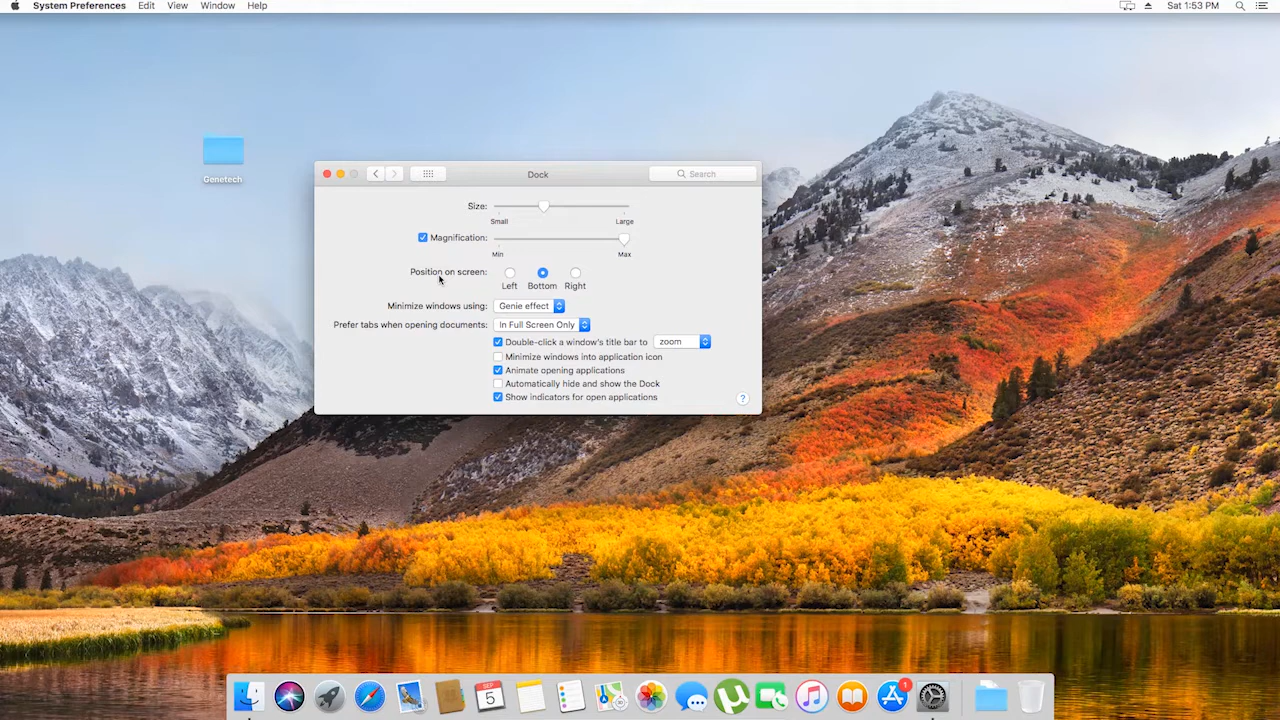 System Preferences Edit View Window Help Sat 1:53 PM
Genetech
Dock
Search
Size:
Small Large
Magnification:
Min Max
Position on screen:
Left Bottom Right
Minimize windows using: Genie effect
Prefer tabs when opening documents: In Full Screen Only
Double-click a window's title bar to zoom
Minimize windows into application icon
Animate opening applications
Automatically hide and show the Dock
Show indicators for open applications
?
SEP
5
1